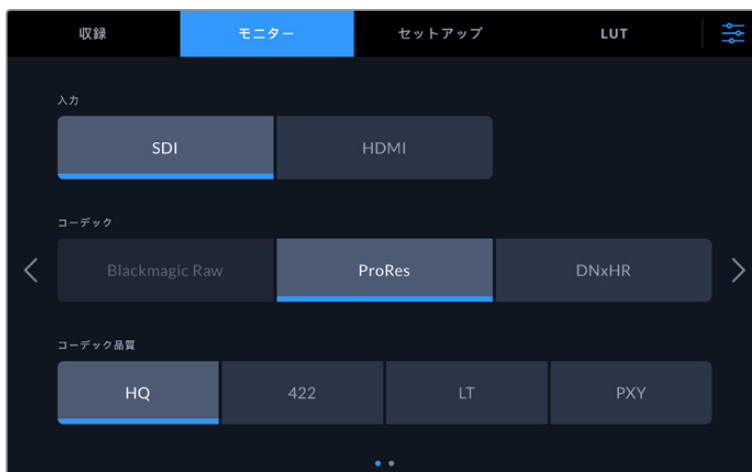 収録 モニター セットアップ LUT
入力
SDI HDMI
コーデック
Blackmagic Raw ProRes DNxHR
コーデック品質
HQ 422 LT PXY